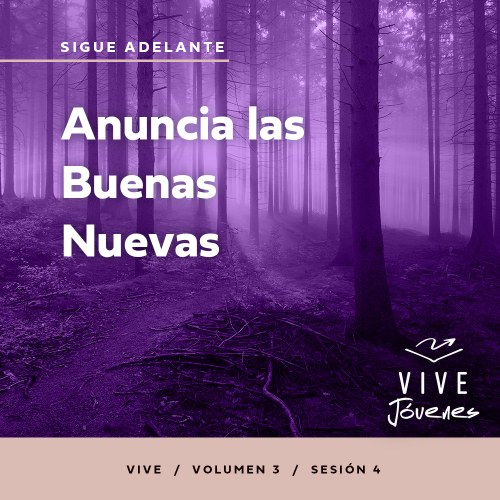 SIGUE ADELANTE
Anuncia las
Buenas
Nuevas
VIVE
Jóvenes
VIVE / VOLUMEN 3 / SESIÓN 4